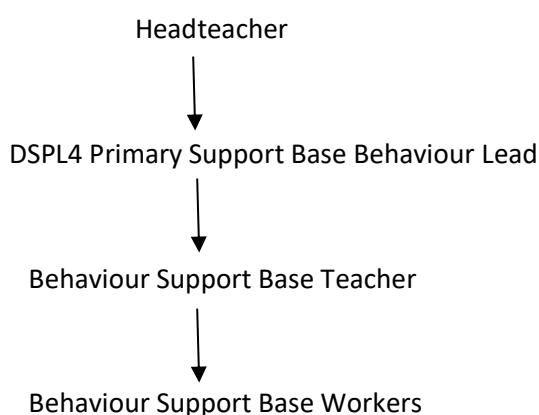 Headteacher
DSPL4 Primary Support Base Behaviour Lead
Behaviour Support Base Teacher
Behaviour Support Base Workers